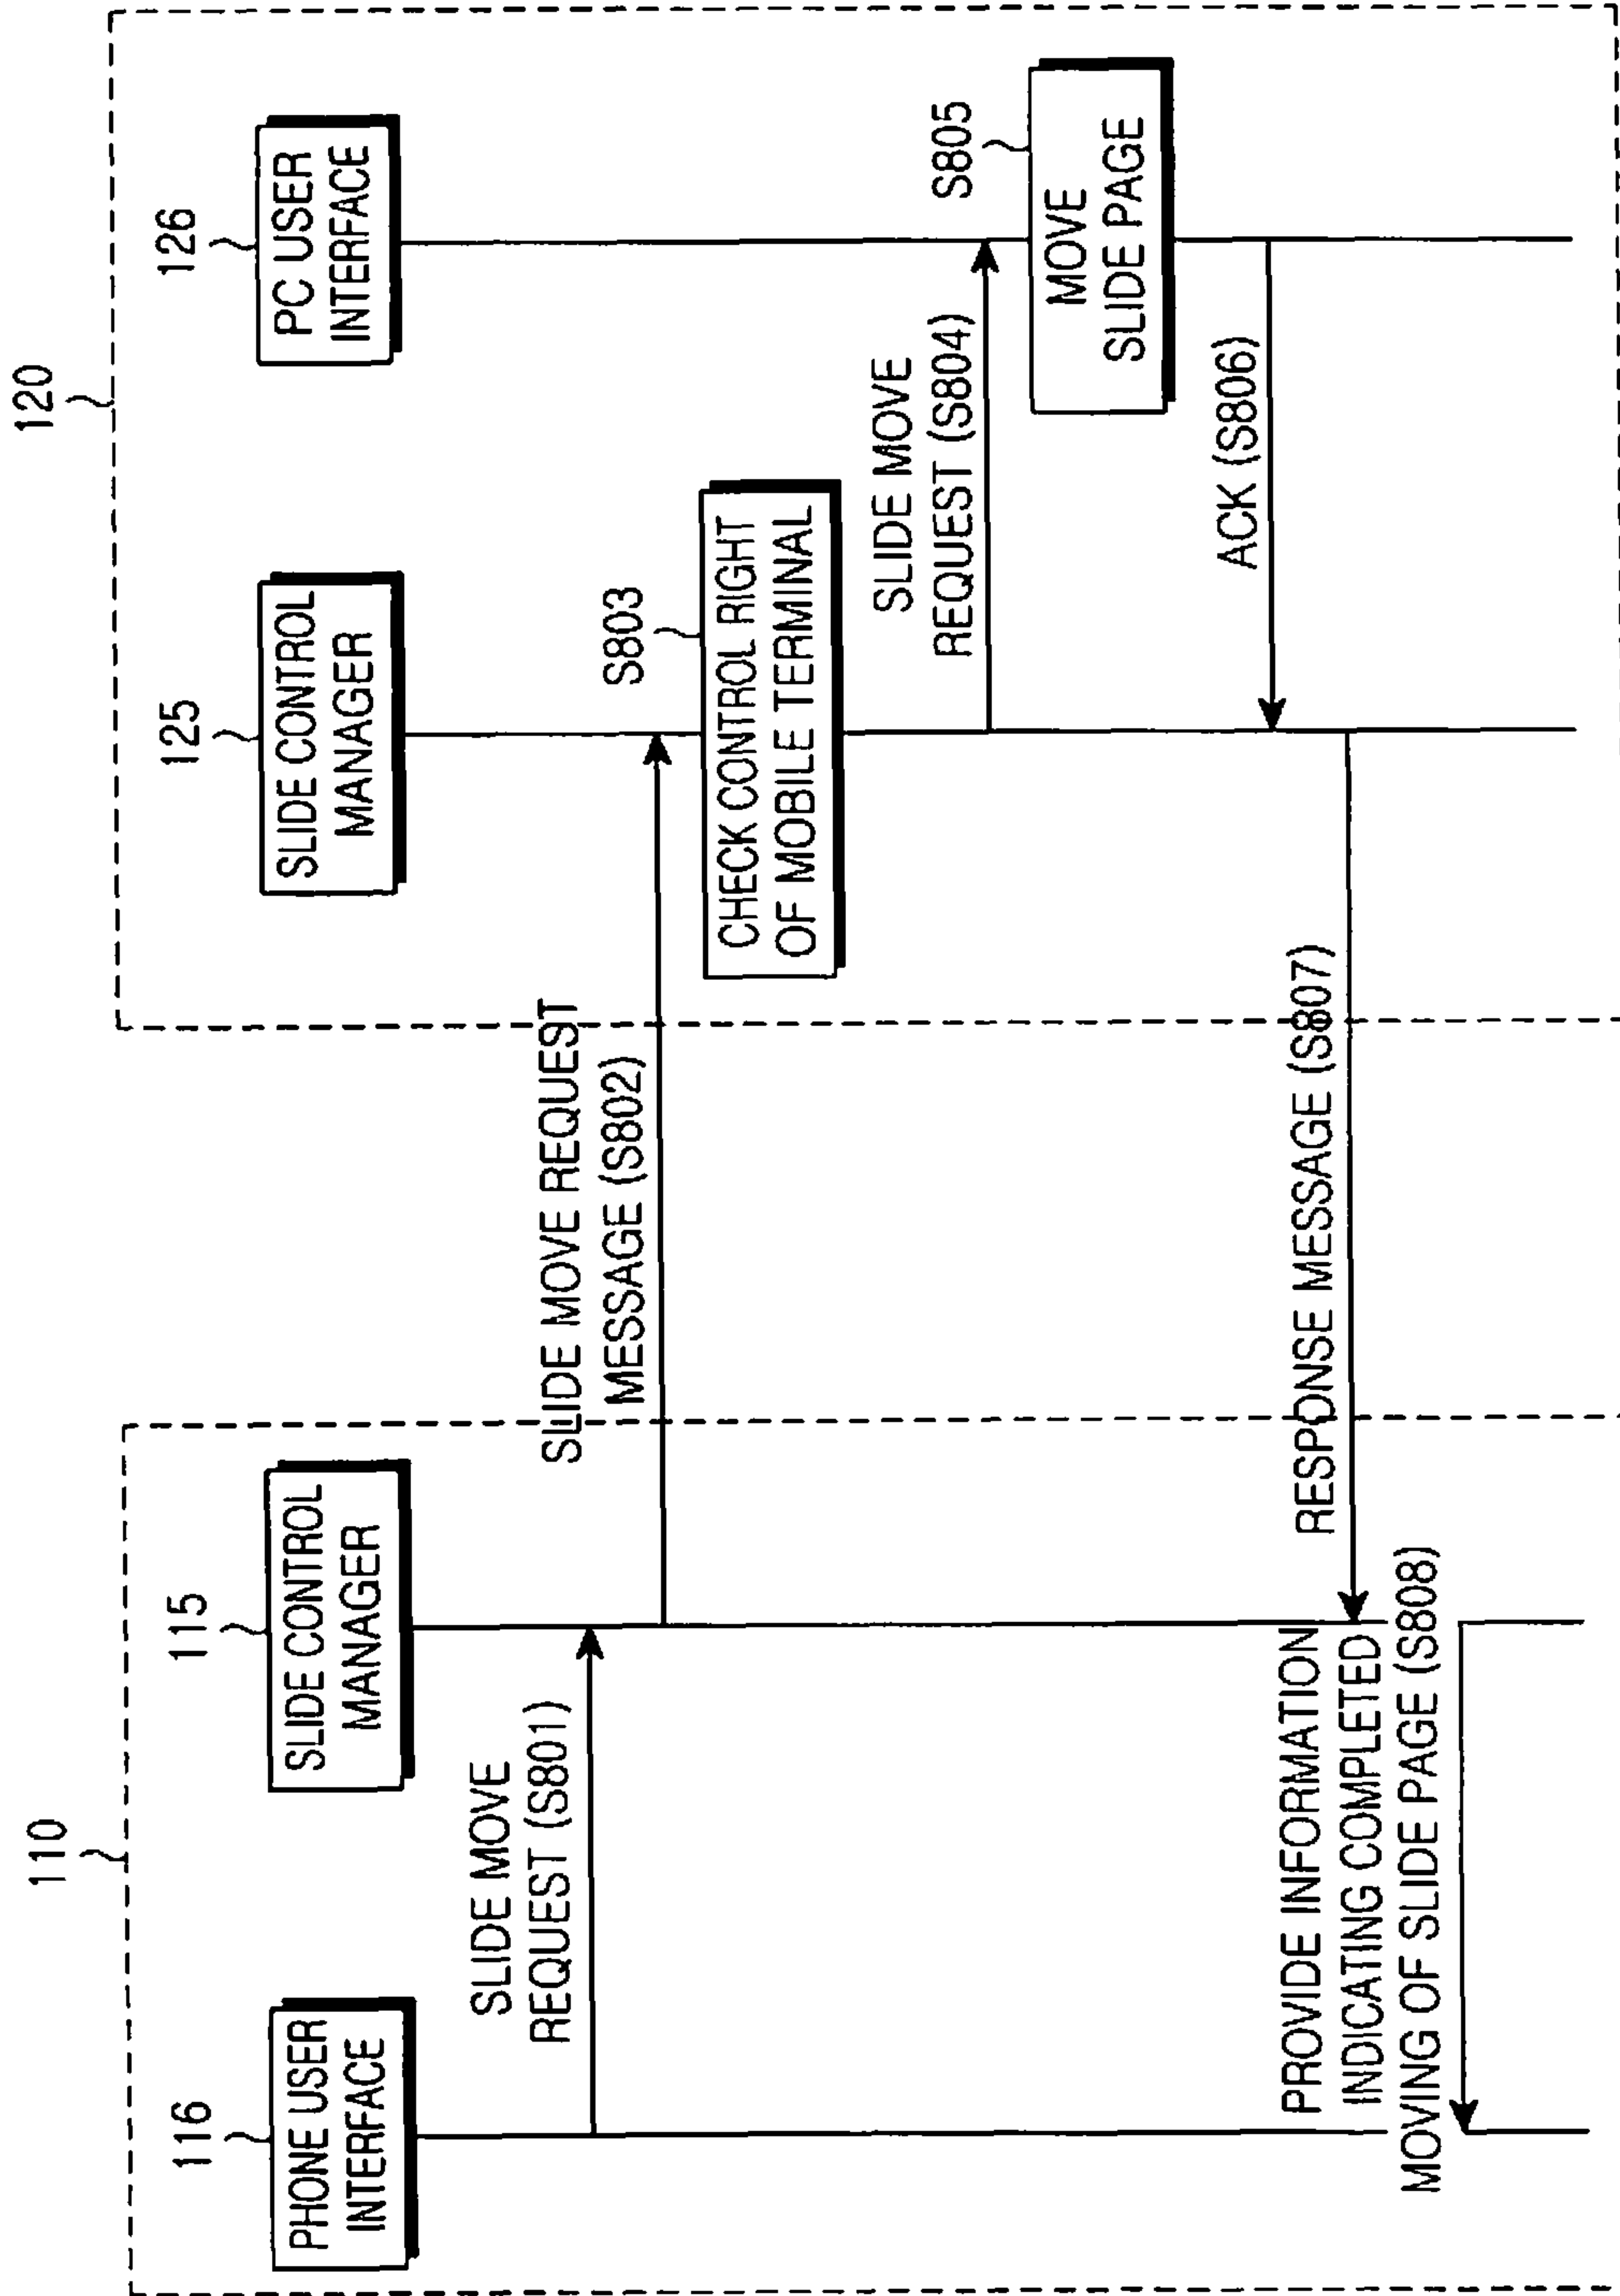 110
120
116
115
125
126
PHONE USER
INTERFACE
SLIDE CONTROL
MANAGER
SLIDE CONTROL
MANAGER
PC USER
INTERFACE
SLIDE MOVE
REQUEST (S801)
SLIDE MOVE REQUEST
MESSAGE (S802)
S803
CHECK CONTROL RIGHT
OF MOBILE TERMINAL
SLIDE MOVE
REQUEST (S804)
S805
MOVE
SLIDE PAGE
ACK (S806)
RESPONSE MESSAGE (S807)
PROVIDE INFORMATION
INDICATING COMPLETED
MOVING OF SLIDE PAGE (S808)